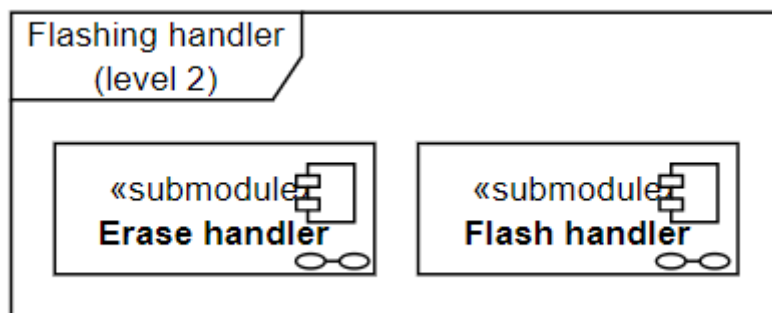 Flashing handler
(level 2)
«submodule»
Erase handler
«submodule»
Flash handler